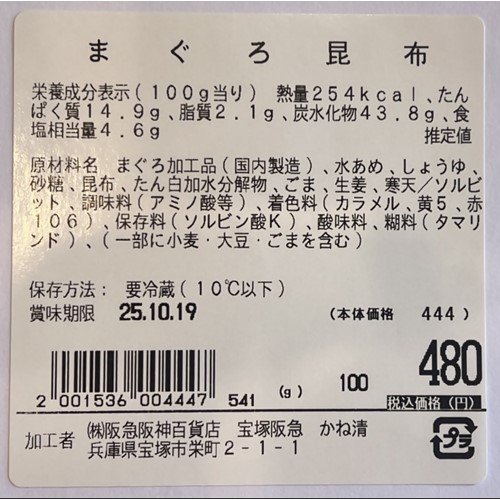 まぐろ昆布
栄養成分表示(100g当り) 熱量254kcal、たん
ぱく質14.9g、脂質2.1g、炭水化物43.8g、食
塩相当量4.6g 推定値
原材料名 まぐろ加工品(国内製造)、水あめ、しょうゆ、
砂糖、昆布、たん白加水分解物、ごま、生姜、寒天/ソルビ
ット、調味料(アミノ酸等)、着色料(カラメル、黄5、赤
106)、保存料(ソルビン酸K)、酸味料、糊料(タマリ
ンド)、(一部に小麦・大豆・ごまを含む)
保存方法: 要冷蔵(10℃以下)
賞味期限 25.10.19 (本体価格 444)
480
2 001536 004447 541 (g) 100 税込価格(円)
加工者 ㈱阪急阪神百貨店 宝塚阪急 かね清
兵庫県宝塚市栄町2-1-1
プラ